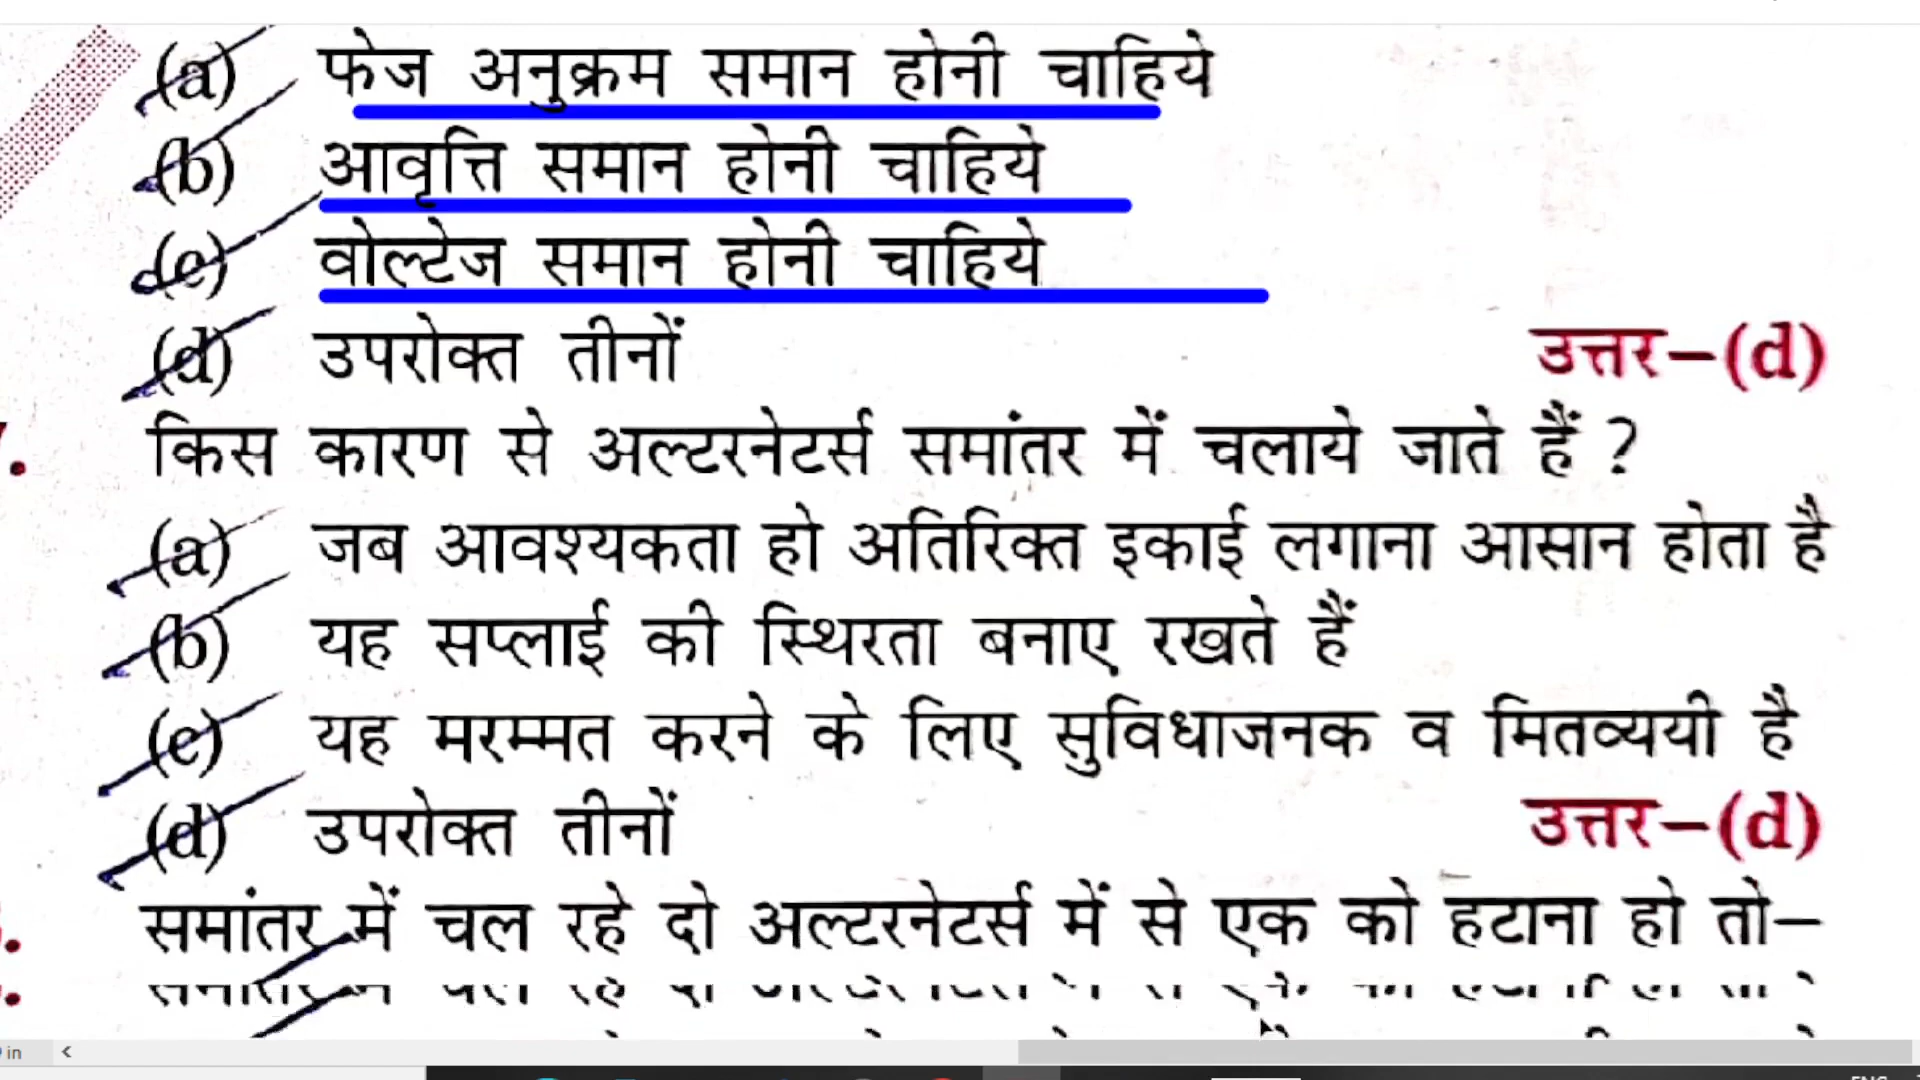 (a) फेज अनुक्रम समान होनी चाहिये
(b) आवृत्ति समान होनी चाहिये
(c) वोल्टेज समान होनी चाहिये
(d) उपरोक्त तीनों उत्तर–(d)
किस कारण से अल्टरनेटर्स समांतर में चलाये जाते हैं ?
(a) जब आवश्यकता हो अतिरिक्त इकाई लगाना आसान होता है
(b) यह सप्लाई की स्थिरता बनाए रखते हैं
(c) यह मरम्मत करने के लिए सुविधाजनक व मितव्ययी है
(d) उपरोक्त तीनों उत्तर–(d)
समांतर में चल रहे दो अल्टरनेटर्स में से एक को हटाना हो तो–
in